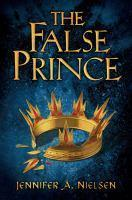 THE
FALSE
PRINCE
JENNIFER A. NIELSEN